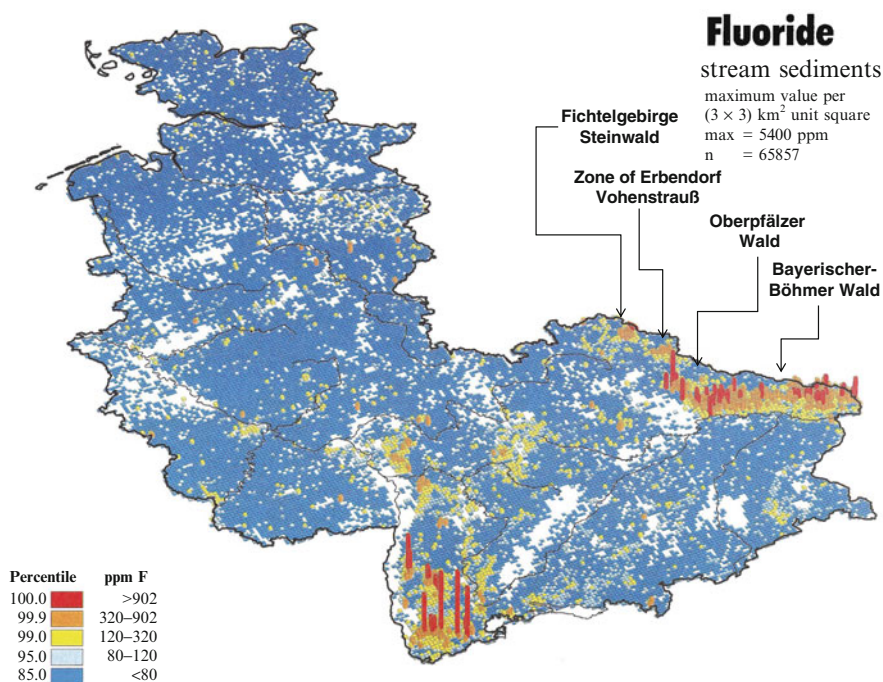 Fluoride
stream sediments
maximum value per
(3 × 3) km² unit square
max = 5400 ppm
n = 65857
Fichtelgebirge
Steinwald
Zone of Erbendorf
Vohenstrauß
Oberpfälzer
Wald
Bayerischer-
Böhmer Wald
Percentile ppm F
100.0 >902
99.9 320–902
99.0 120–320
95.0 80–120
85.0 <80